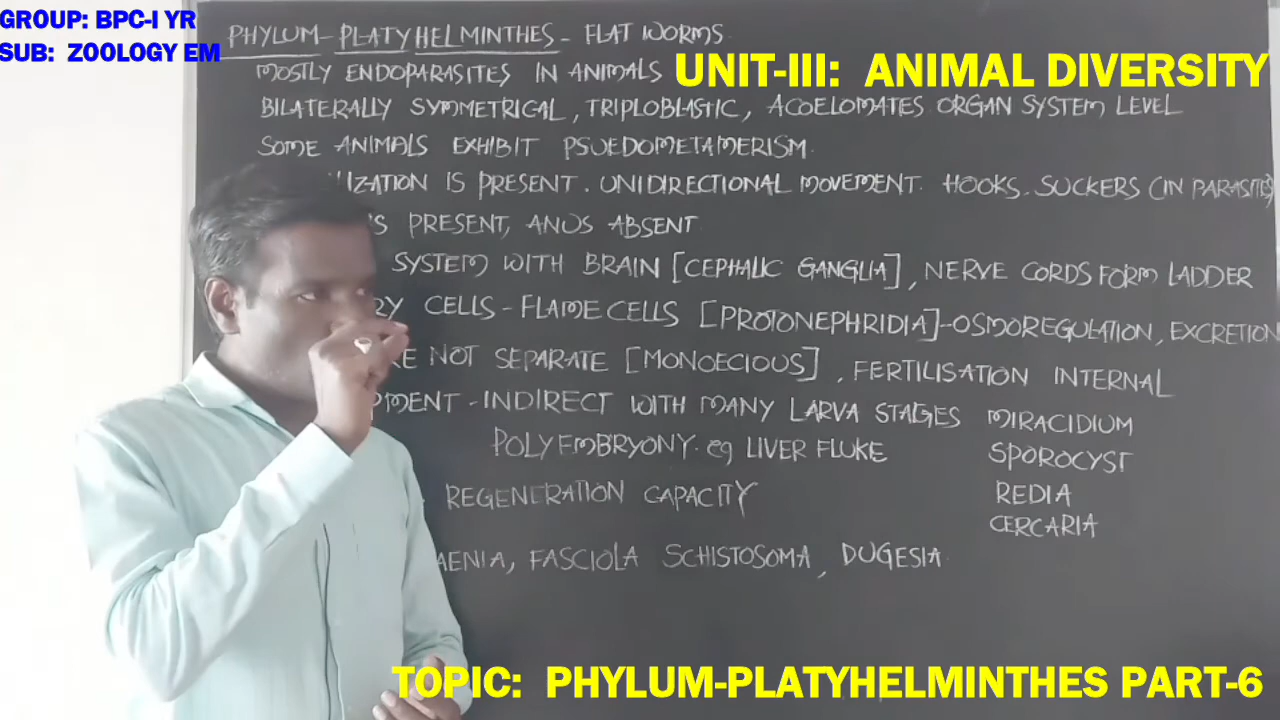 GROUP: BPC-I YR
SUB: ZOOLOGY EM
PHYLUM-PLATYHELMINTHES - FLAT WORMS
UNIT-III: ANIMAL DIVERSITY
MOSTLY ENDOPARASITES IN ANIMALS
BILATERALLY SYMMETRICAL, TRIPLOBLASTIC, ACOELOMATES ORGAN SYSTEM LEVEL
SOME ANIMALS EXHIBIT PSUEDOMETAMERISM.
IZATION IS PRESENT. UNIDIRECTIONAL MOVEMENT. HOOKS. SUCKERS (IN PARASITES)
IS PRESENT, ANUS ABSENT
SYSTEM WITH BRAIN [CEPHALIC GANGLIA], NERVE CORDS FORM LADDER
RY CELLS - FLAME CELLS [PROTONEPHRIDIA]-OSMOREGULATION, EXCRETION
RE NOT SEPARATE [MONOECIOUS], FERTILISATION INTERNAL
PMENT - INDIRECT WITH MANY LARVA STAGES MIRACIDIUM
POLYEMBRYONY. eg LIVER FLUKE SPOROCYST
REGENERATION CAPACITY REDIA
CERCARIA
AENIA, FASCIOLA SCHISTOSOMA, DUGESIA
TOPIC: PHYLUM-PLATYHELMINTHES PART-6